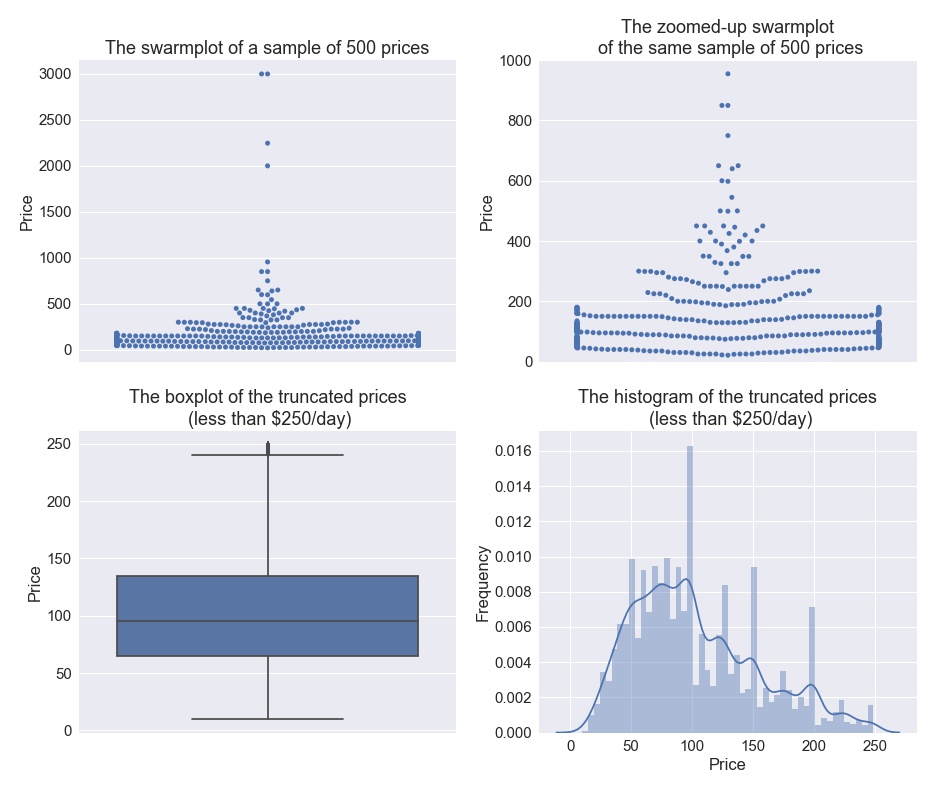 The swarmplot of a sample of 500 prices
3000
2500
2000
1500
1000
500
0
Price
The zoomed-up swarmplot
of the same sample of 500 prices
1000
800
600
400
200
0
Price
The boxplot of the truncated prices
(less than $250/day)
250
200
150
100
50
0
Price
The histogram of the truncated prices
(less than $250/day)
0.016
0.014
0.012
0.010
0.008
0.006
0.004
0.002
0.000
Frequency
0 50 100 150 200 250
Price